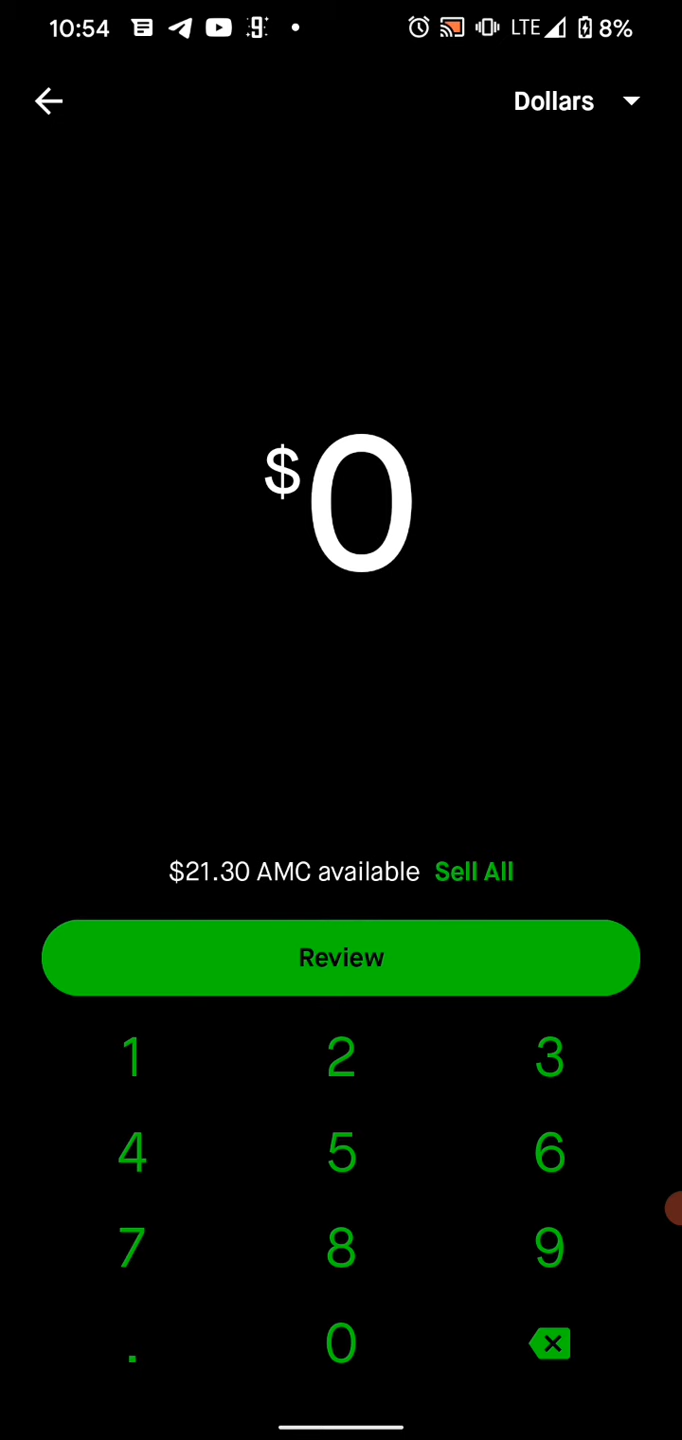 10:54 LTE 8%
Dollars
$0
$21.30 AMC available Sell All
Review
1 2 3
4 5 6
7 8 9
. 0